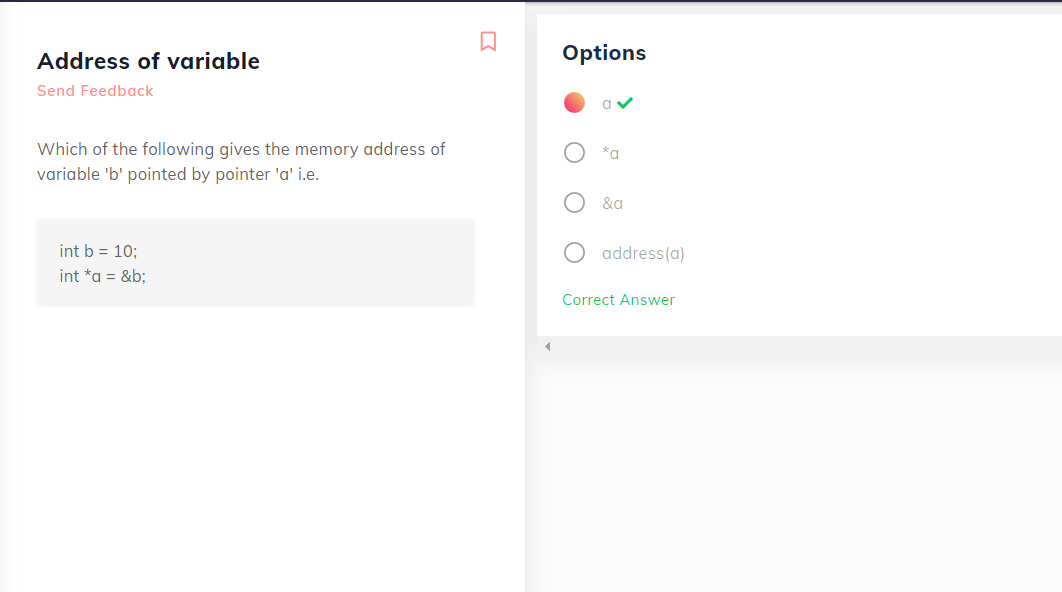 Address of variable
Send Feedback
Which of the following gives the memory address of
variable 'b' pointed by pointer 'a' i.e.
int b = 10;
int *a = &b;
Options
a
*a
&a
address(a)
Correct Answer